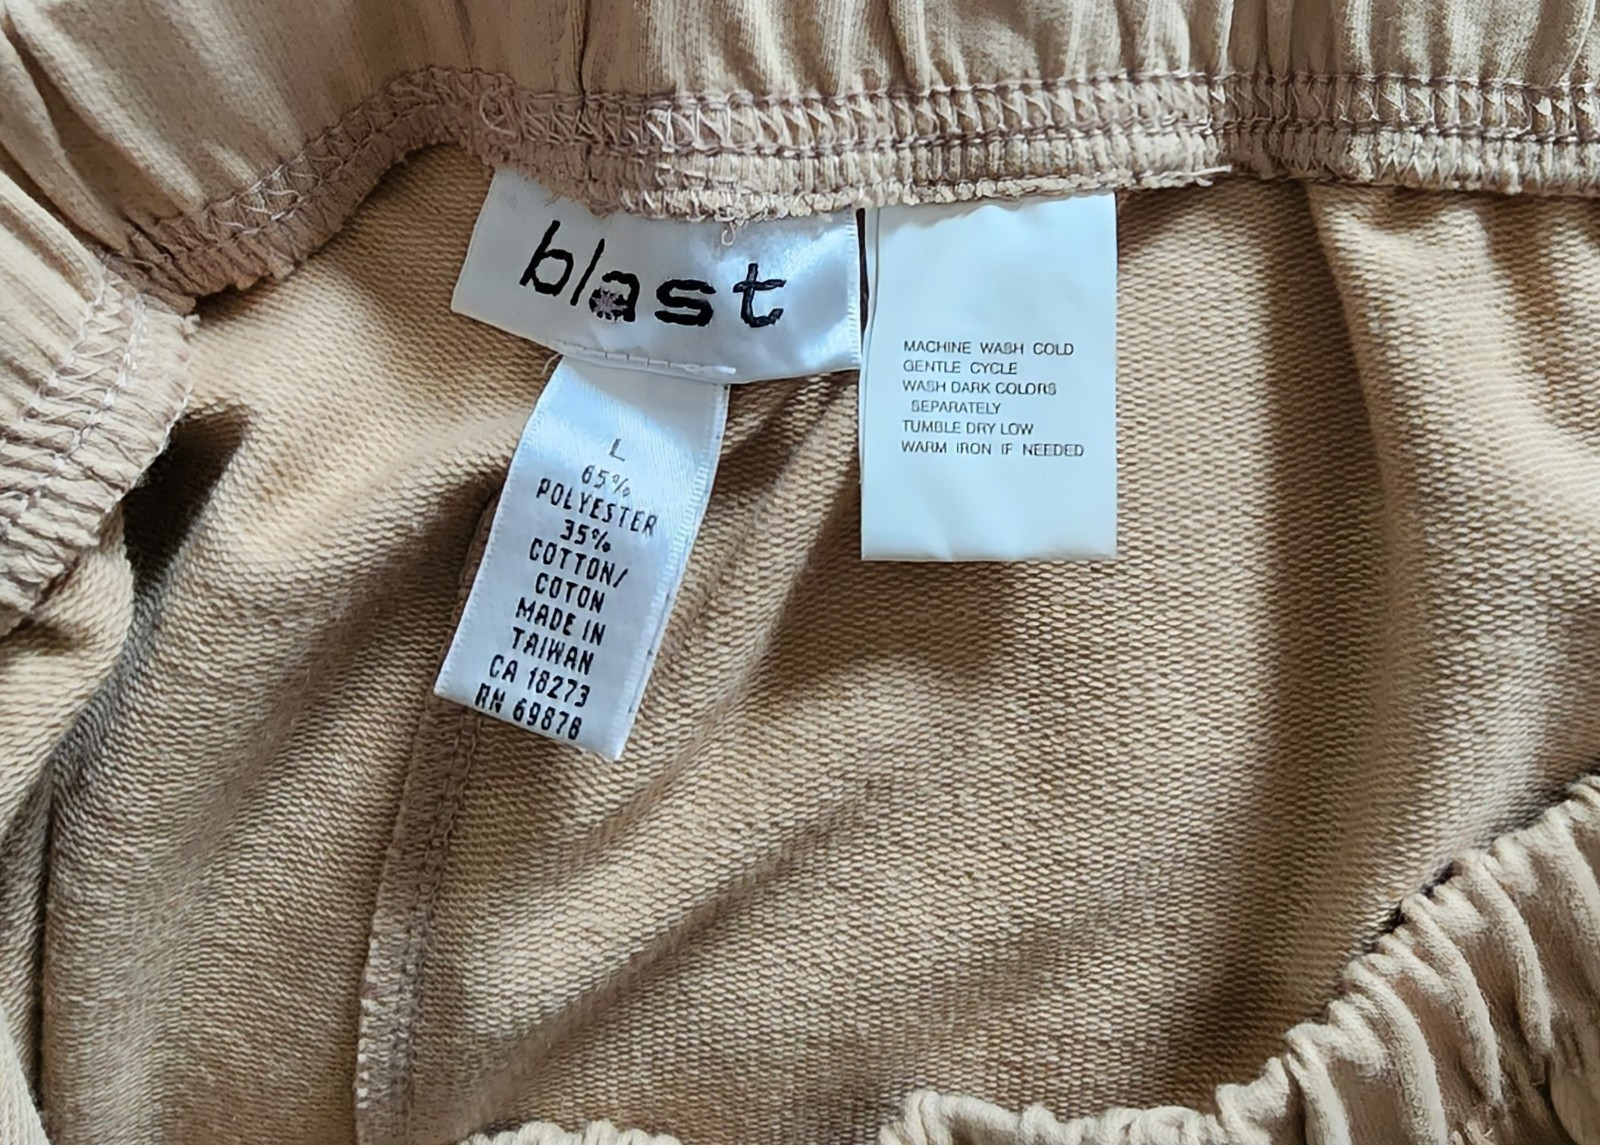 blast
L
65%
POLYESTER
35%
COTTON/
COTON
MADE IN
TAIWAN
CA 18273
RN 69878
MACHINE WASH COLD
GENTLE CYCLE
WASH DARK COLORS
SEPARATELY
TUMBLE DRY LOW
WARM IRON IF NEEDED